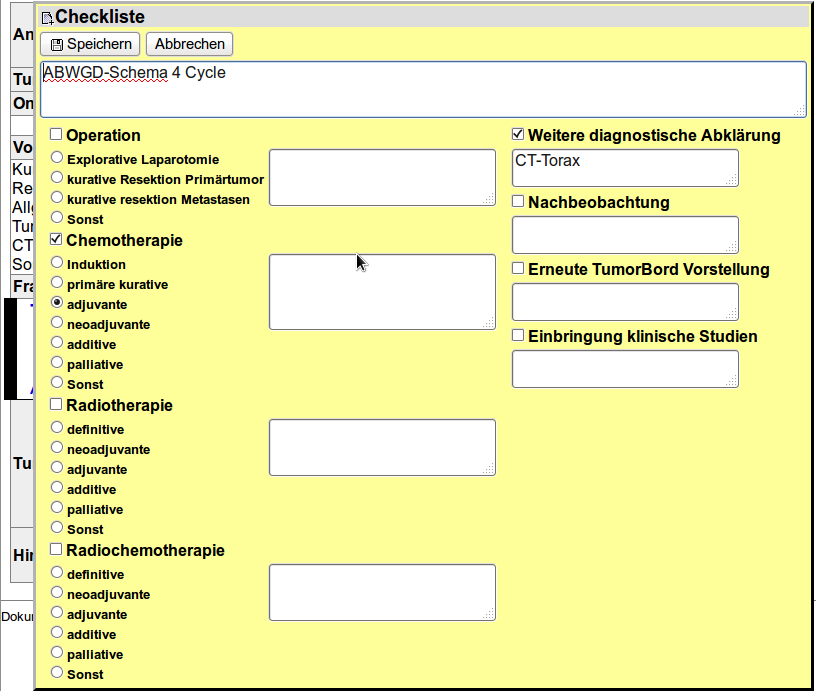 Checkliste
Speichern Abbrechen
ABWGD-Schema 4 Cycle
Operation
Explorative Laparotomie
kurative Resektion Primärtumor
kurative resektion Metastasen
Sonst
Chemotherapie
Induktion
primäre kurative
adjuvante
neoadjuvante
additive
palliative
Sonst
Radiotherapie
definitive
neoadjuvante
adjuvante
additive
palliative
Sonst
Radiochemotherapie
definitive
neoadjuvante
adjuvante
additive
palliative
Sonst
Weitere diagnostische Abklärung
CT-Torax
Nachbeobachtung
Erneute TumorBord Vorstellung
Einbringung klinische Studien
An
Tu
On
Vo
Ku
Re
Allg
Tur
CT
So
Fra
Tu
Hir
Dokur